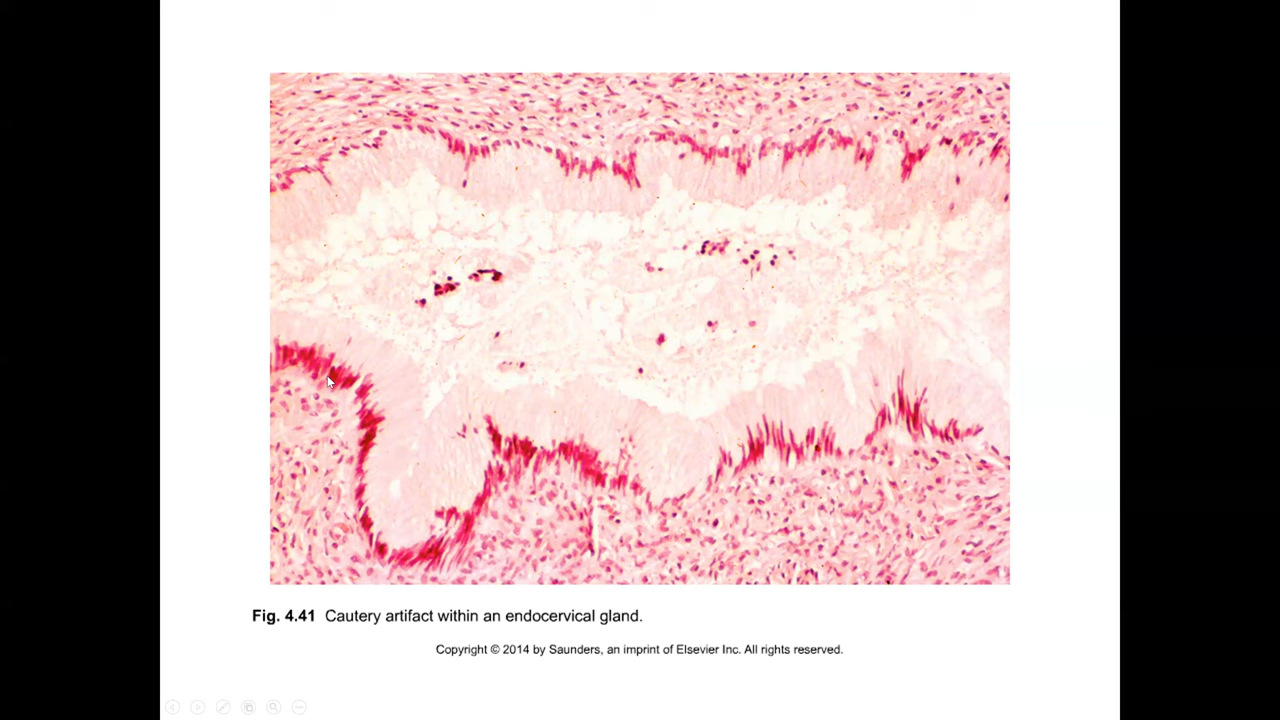 Fig. 4.41 Cautery artifact within an endocervical gland.
Copyright © 2014 by Saunders, an imprint of Elsevier Inc. All rights reserved.